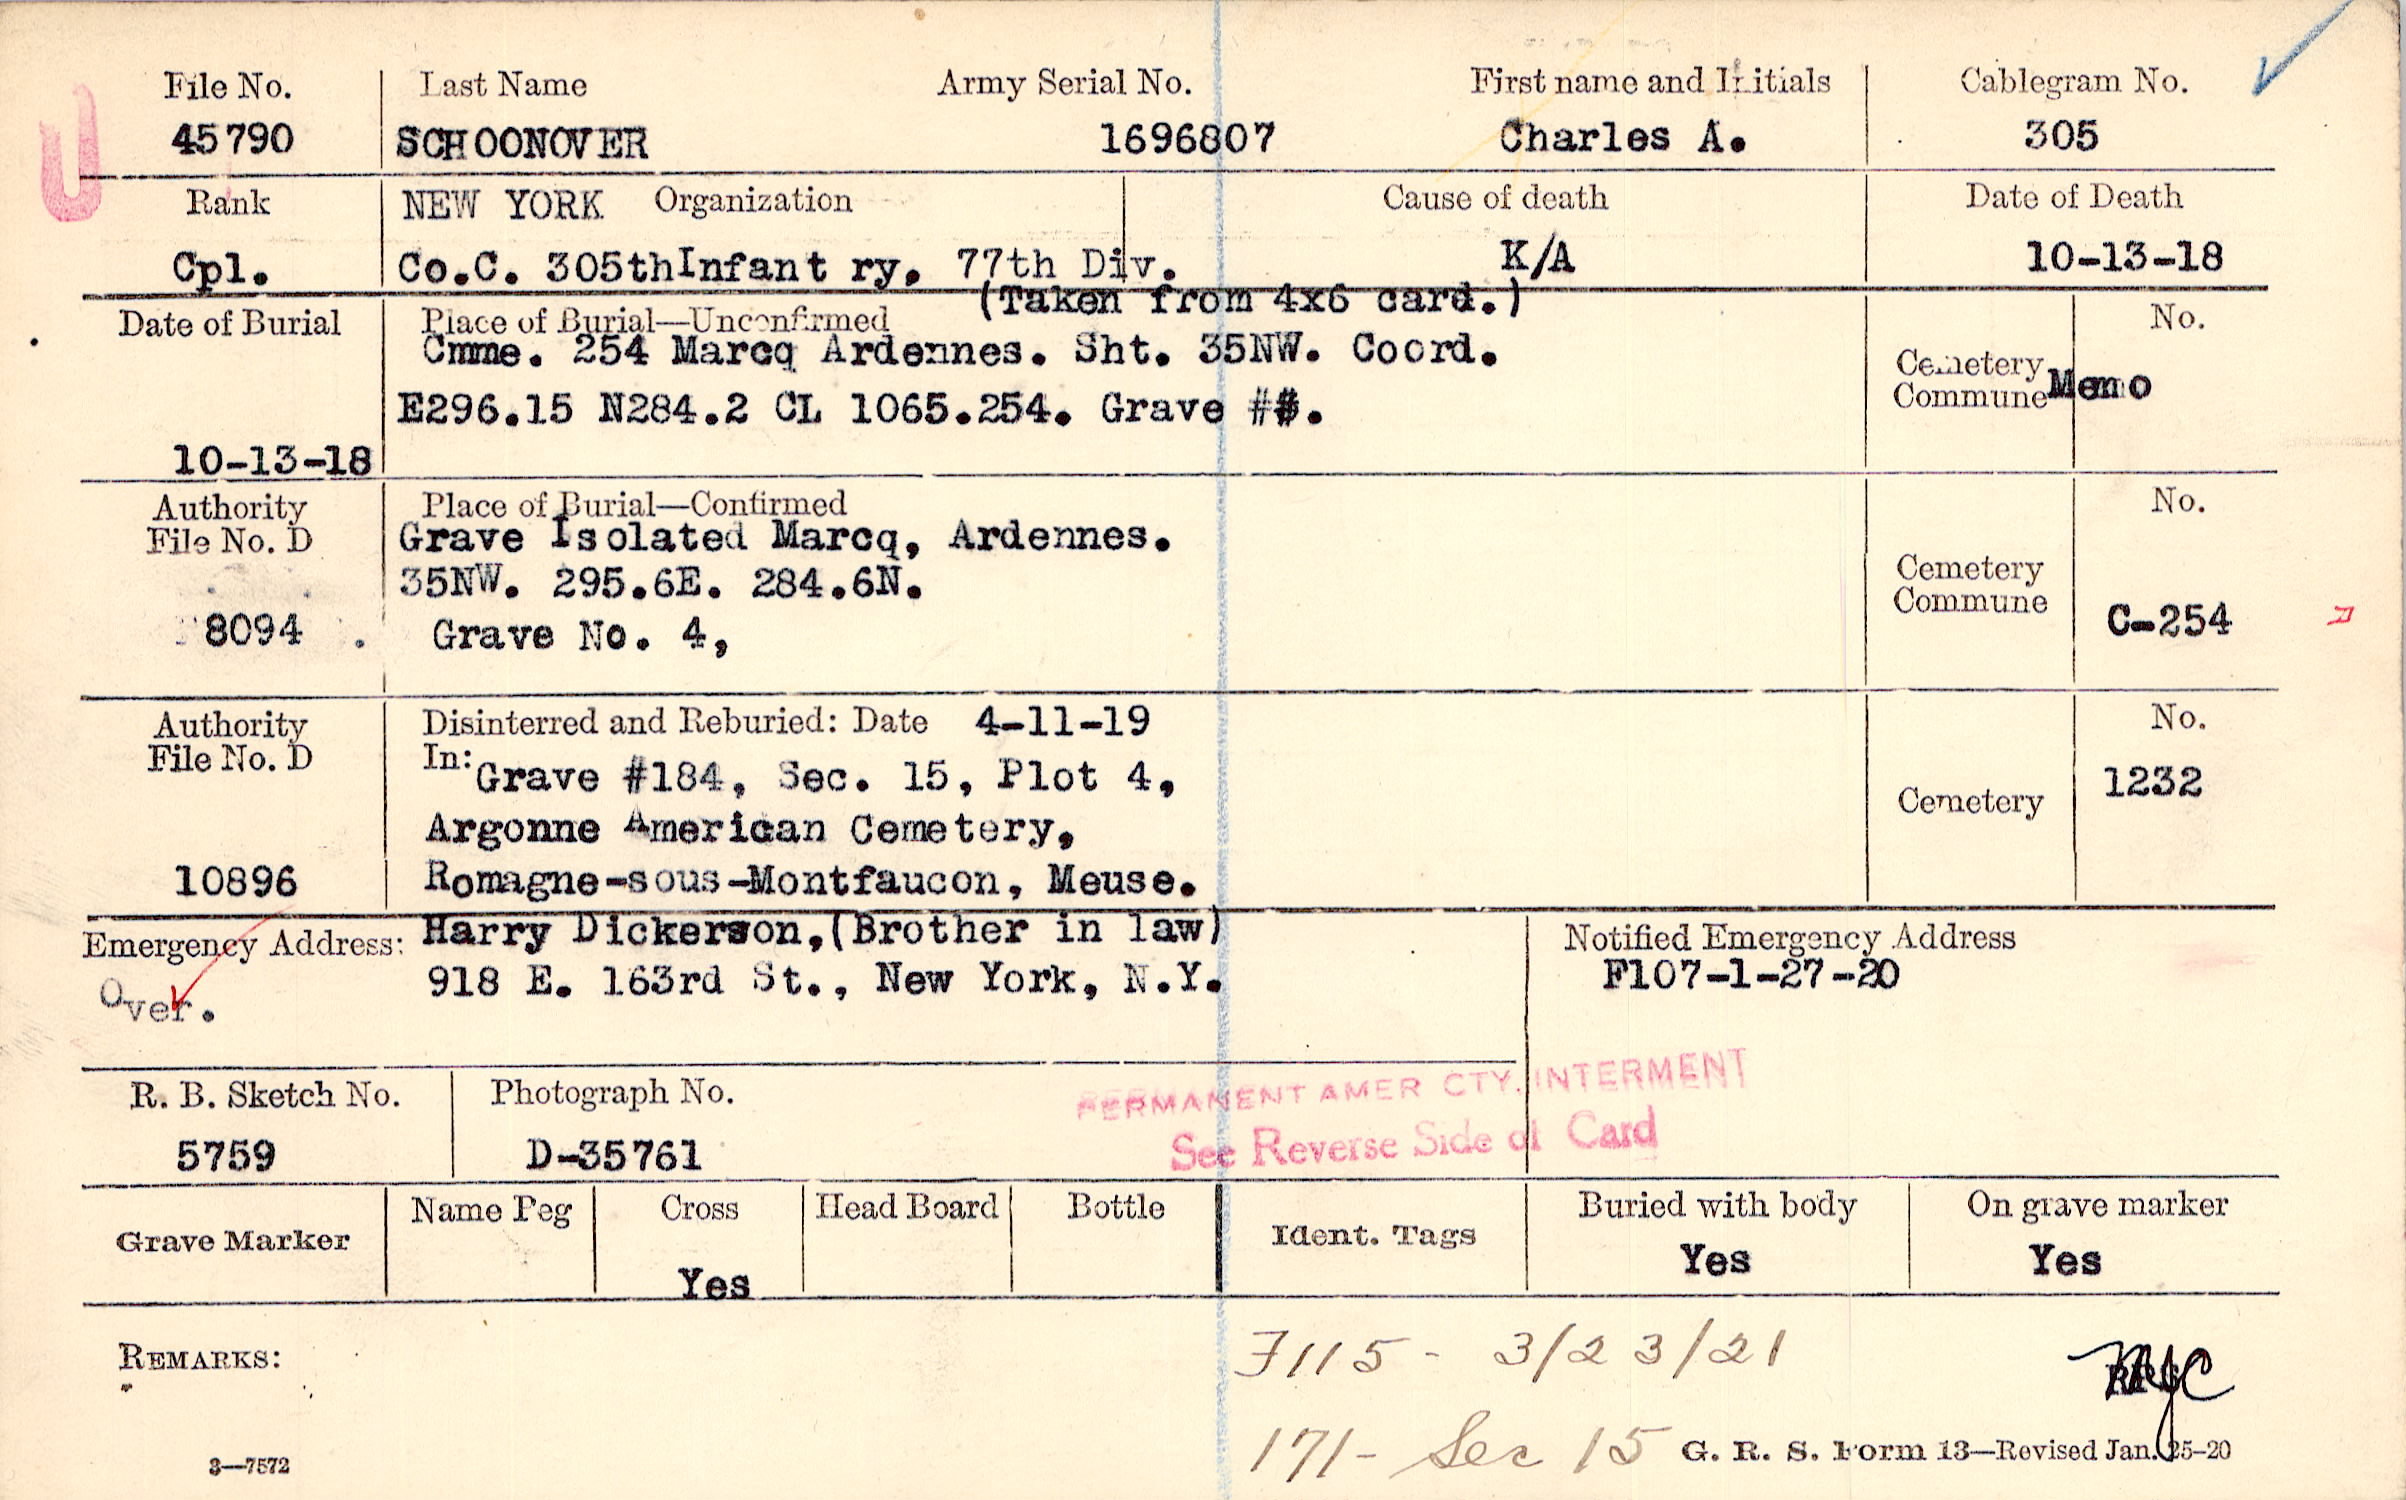 File No. Last Name Army Serial No. First name and Initials Cablegram No.
45790 SCHOONOVER 1696807 Charles A. 305
Rank NEW YORK Organization Cause of death Date of Death
Cpl. Co.C. 305thInfant ry, 77th Div. K/A 10-13-18
(Taken from 4x6 card.)
Date of Burial Place of Burial—Unconfirmed No.
Cmme. 254 Marcq Ardennes. Sht. 35NW. Coord.
Cemetery
Commune Memo
E296.15 N284.2 CL 1065.254. Grave ##.
10-13-18
Authority Place of Burial—Confirmed No.
File No. D Grave Isolated Marcq, Ardennes.
35NW. 295.6E. 284.6N.
Cemetery
Commune C-254
8094 Grave No. 4,
Authority Disinterred and Reburied: Date 4-11-19 No.
File No. D In: Grave #184, Sec. 15, Plot 4, 1232
Cemetery
Argonne American Cemetery,
10896 Romagne-sous-Montfaucon, Meuse.
Emergency Address: Harry Dickerson,(Brother in law) Notified Emergency Address
Over. 918 E. 163rd St., New York, N.Y. F107-1-27-20
R. B. Sketch No. Photograph No. PERMANENT AMER CTY. INTERMENT
5759 D-35761 See Reverse Side of Card
Grave Marker Name Peg Cross Head Board Bottle Ident. Tags Buried with body On grave marker
Yes Yes Yes
REMARKS: F115 - 3/23/21
171 - Sec 15
3—7572 G. R. S. Form 13—Revised Jan. 25-20